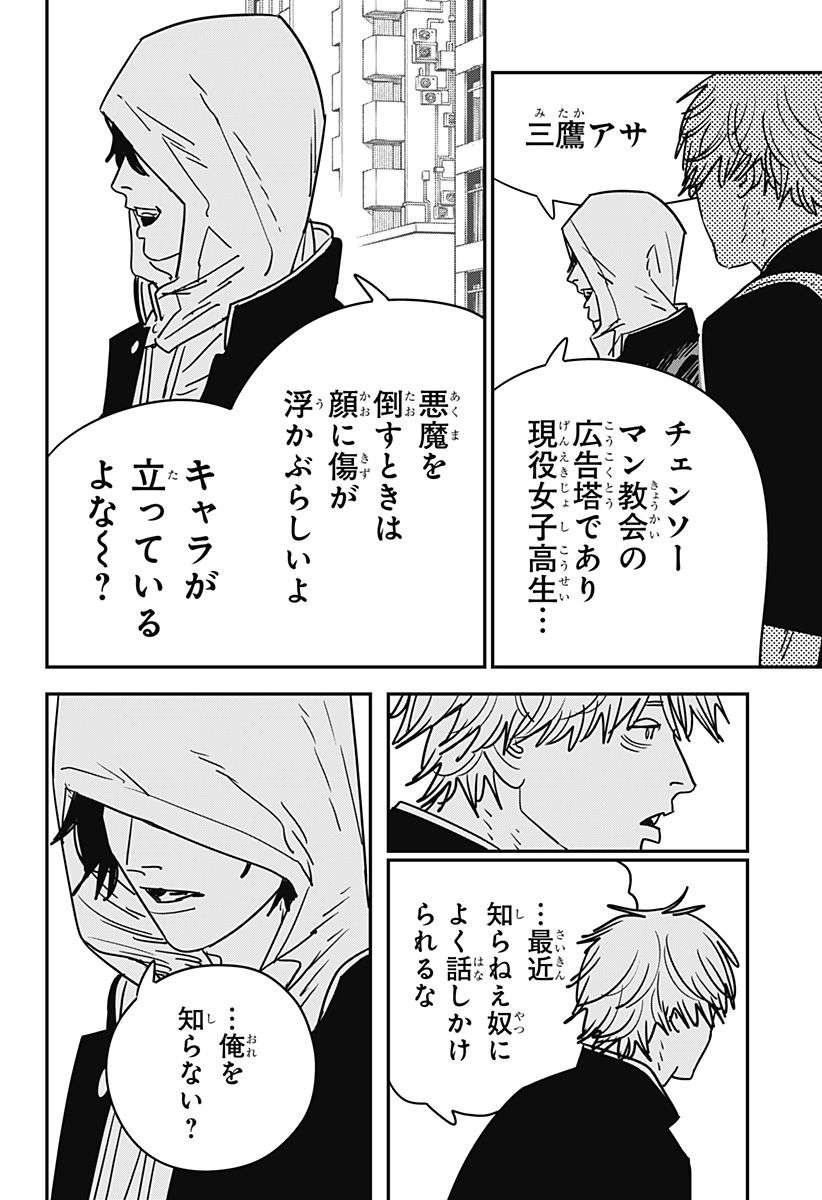 三鷹アサ
チェンソー
マン教会の
広告塔であり
現役女子高生…
悪魔を
倒すときは
顔に傷が
浮かぶらしいよ
キャラが
立っている
よな～？
…最近
知らねえ奴に
よく話しかけ
られるな
…俺を
知らない？